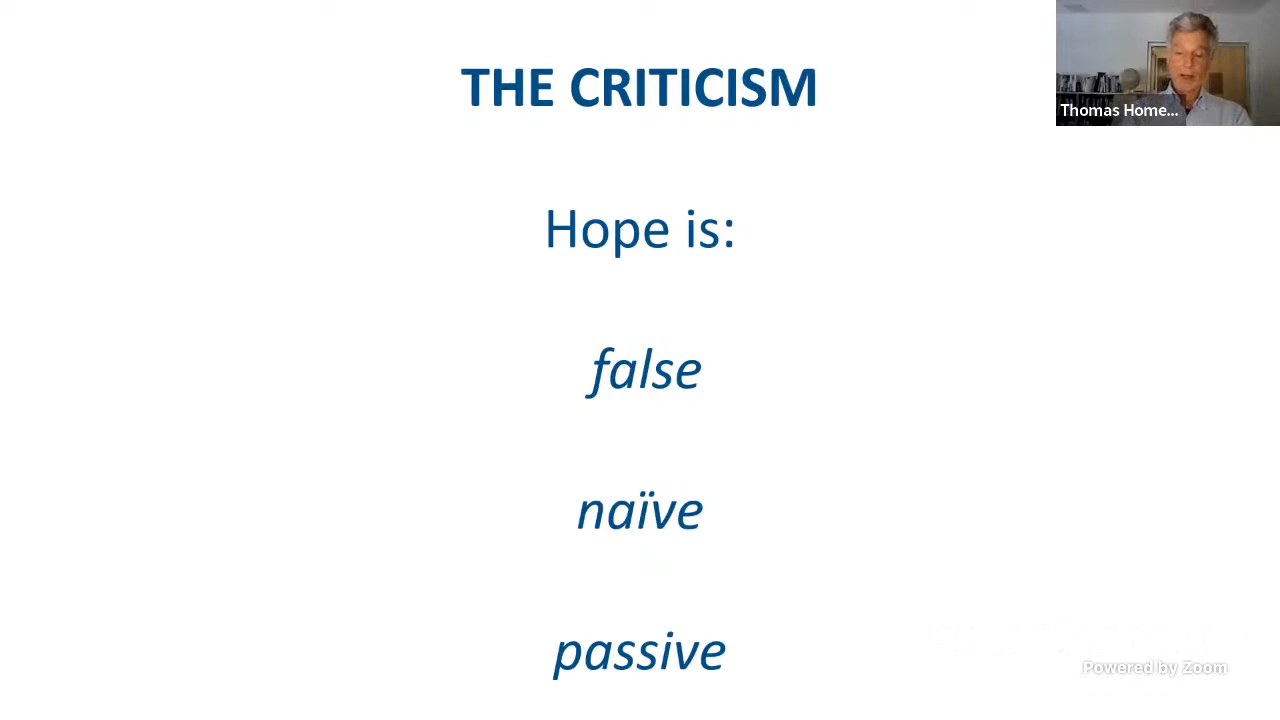 THE CRITICISM
Thomas Home...
Hope is:
false
naïve
passive
Powered by Zoom